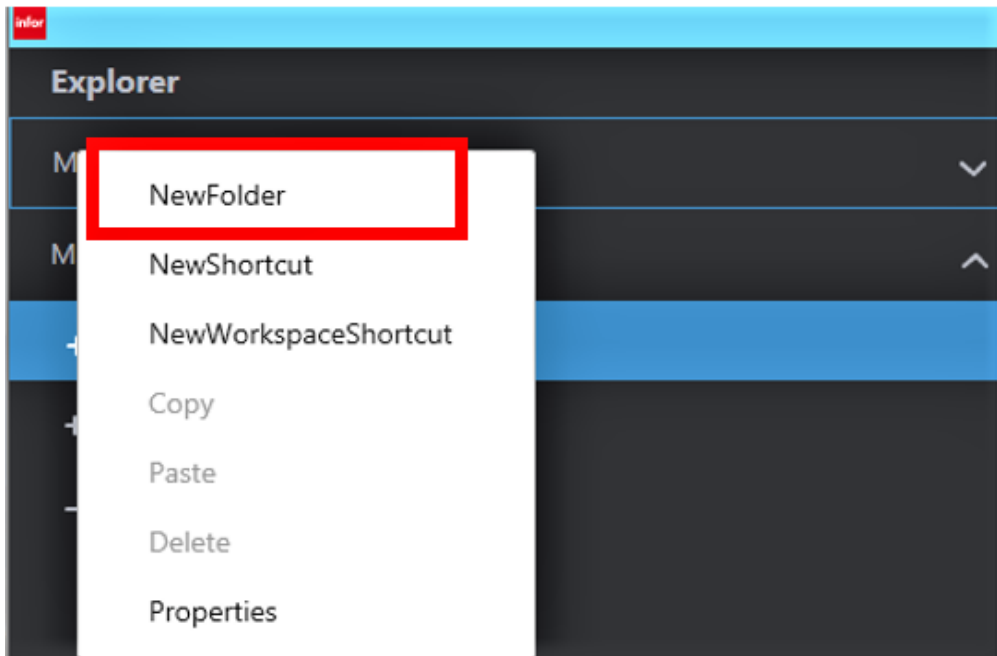 infor
Explorer
M
NewFolder
M
NewShortcut
NewWorkspaceShortcut
Copy
Paste
Delete
Properties